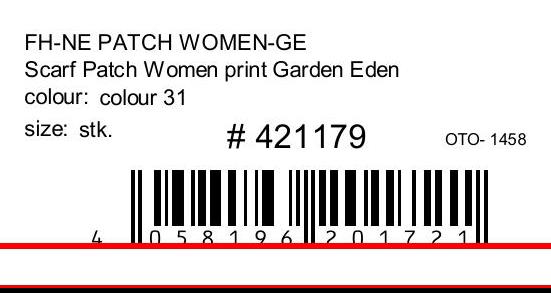 FH-NE PATCH WOMEN-GE
Scarf Patch Women print Garden Eden
colour: colour 31
size: stk.
# 421179
OTO- 1458
4 058196 201721